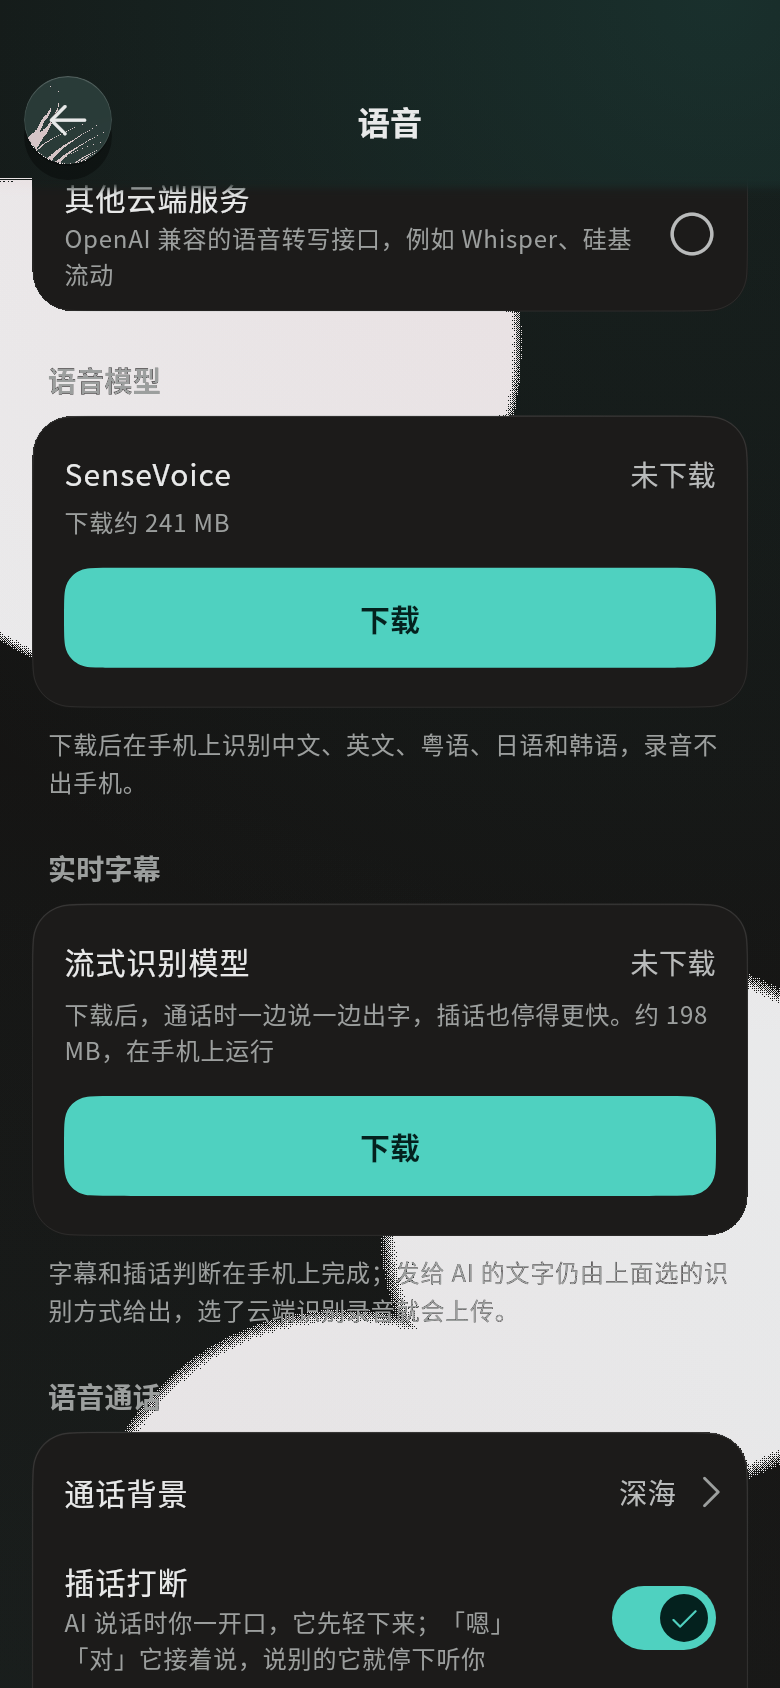 语音
其他云端服务
OpenAI 兼容的语音转写接口，例如 Whisper、硅基
流动
语音模型
SenseVoice
未下载
下载约 241 MB
下载
下载后在手机上识别中文、英文、粤语、日语和韩语，录音不
出手机。
实时字幕
流式识别模型
未下载
下载后，通话时一边说一边出字，插话也停得更快。约 198
MB，在手机上运行
下载
字幕和插话判断在手机上完成；发给 AI 的文字仍由上面选的识
别方式给出，选了云端识别录音就会上传。
语音通话
通话背景
深海
插话打断
AI 说话时你一开口，它先轻下来；「嗯」
「对」它接着说，说别的它就停下听你